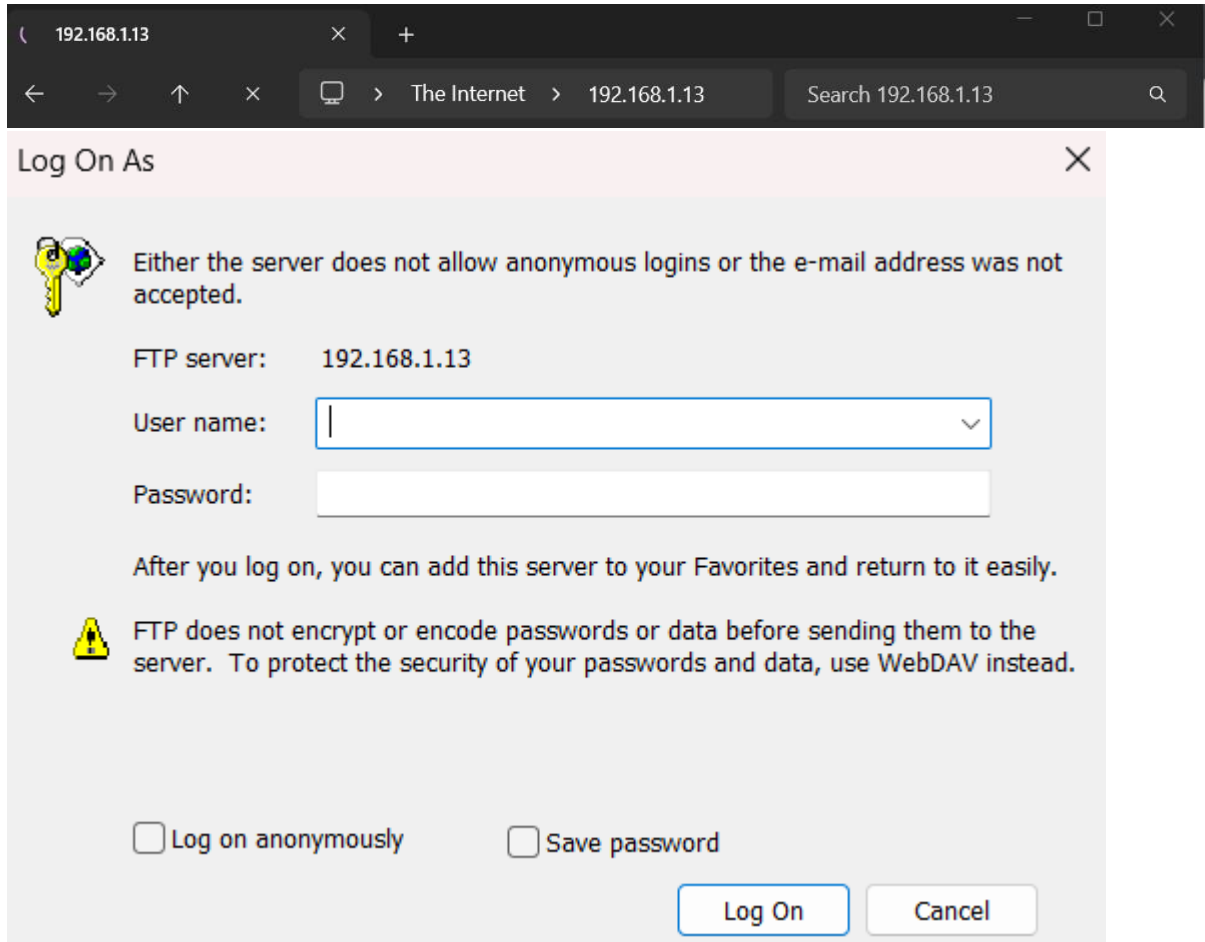 192.168.1.13
The Internet > 192.168.1.13 Search 192.168.1.13
Log On As
Either the server does not allow anonymous logins or the e-mail address was not
accepted.
FTP server: 192.168.1.13
User name:
Password:
After you log on, you can add this server to your Favorites and return to it easily.
FTP does not encrypt or encode passwords or data before sending them to the
server. To protect the security of your passwords and data, use WebDAV instead.
Log on anonymously Save password
Log On Cancel